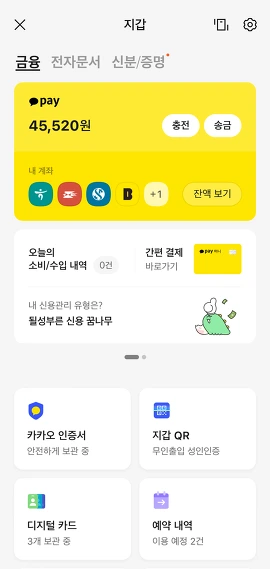 지갑
금융 전자문서 신분/증명
pay
45,520원
충전 송금
내 계좌
+1
잔액 보기
오늘의
소비/수입 내역 0건
간편 결제
바로가기
pay 머니
내 신용관리 유형은?
될성부른 신용 꿈나무
카카오 인증서
안전하게 보관 중
지갑 QR
무인출입 성인인증
디지털 카드
3개 보관 중
예약 내역
이용 예정 2건